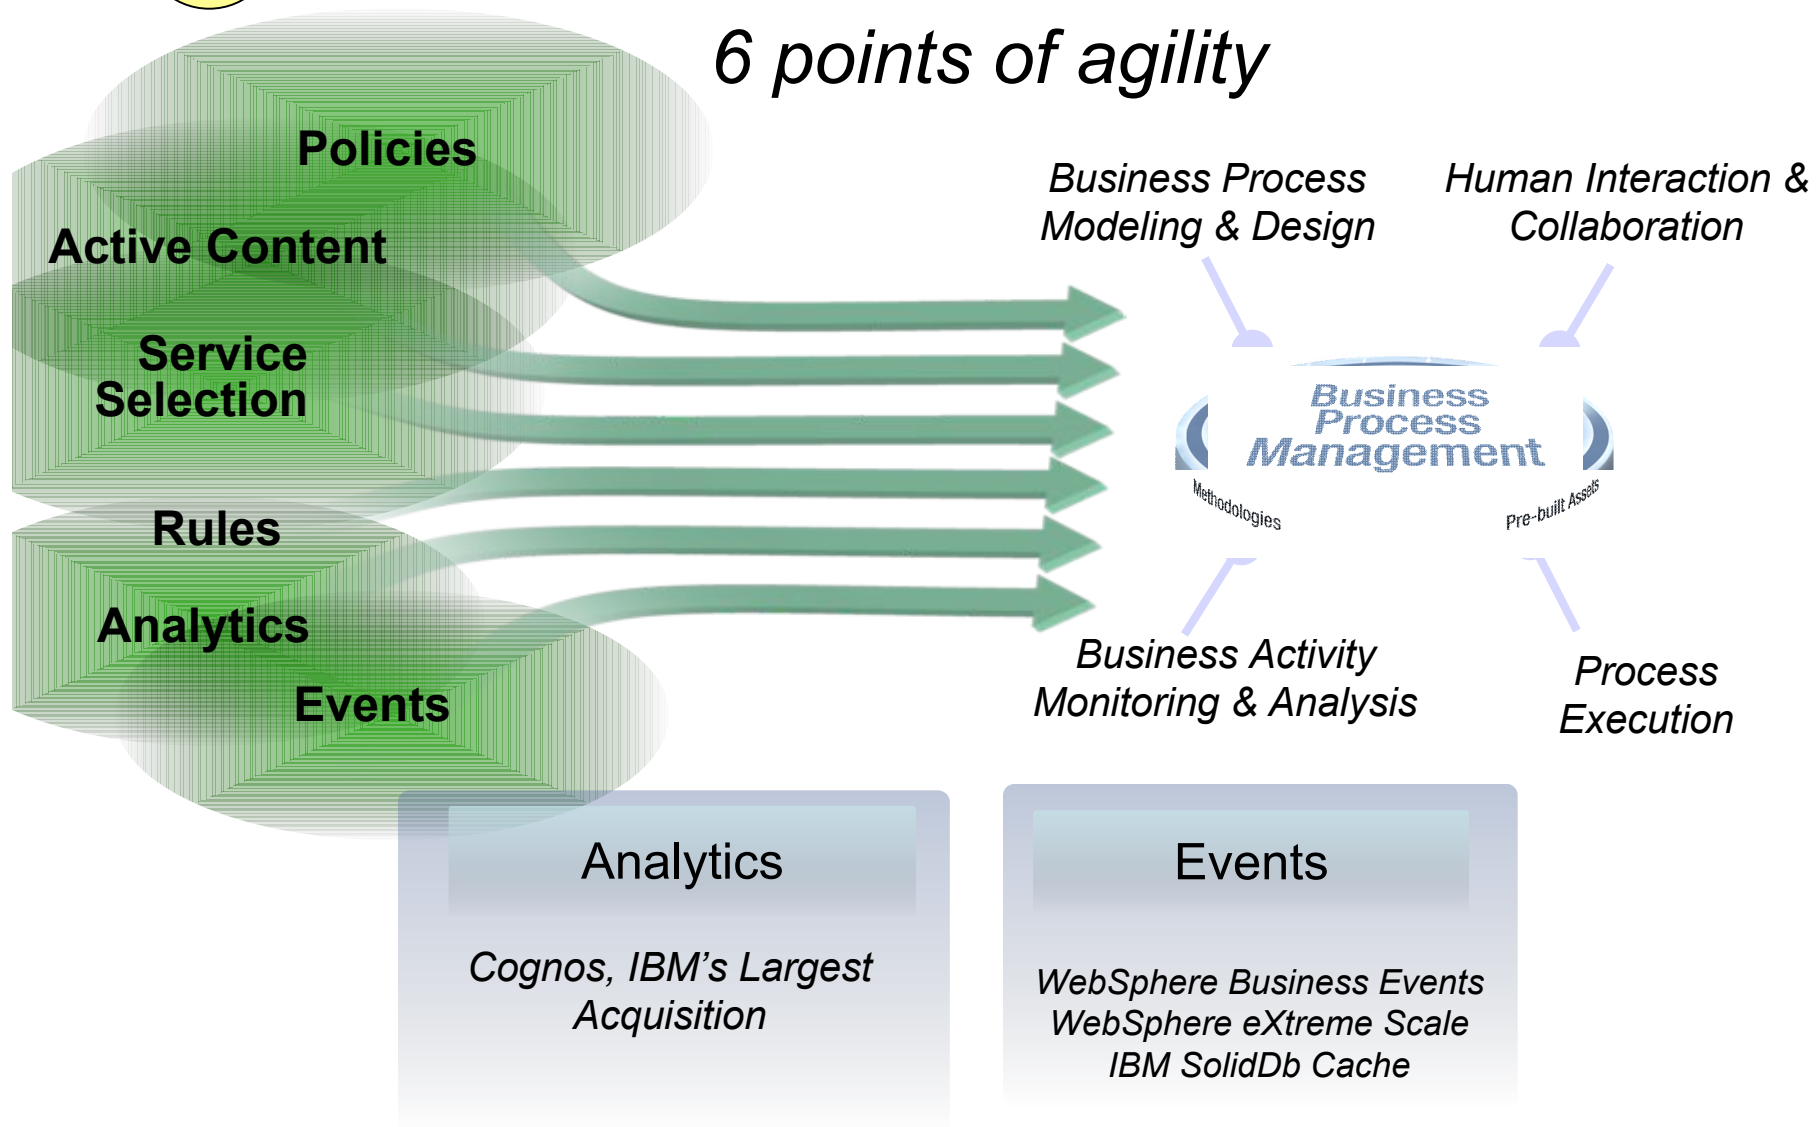 6 points of agility
Policies
Active Content
Service
Selection
Rules
Analytics
Events
Business Process
Modeling & Design
Human Interaction &
Collaboration
Business
Process
Management
Methodologies
Pre-built Assets
Business Activity
Monitoring & Analysis
Process
Execution
Analytics
Cognos, IBM’s Largest
Acquisition
Events
WebSphere Business Events
WebSphere eXtreme Scale
IBM SolidDb Cache